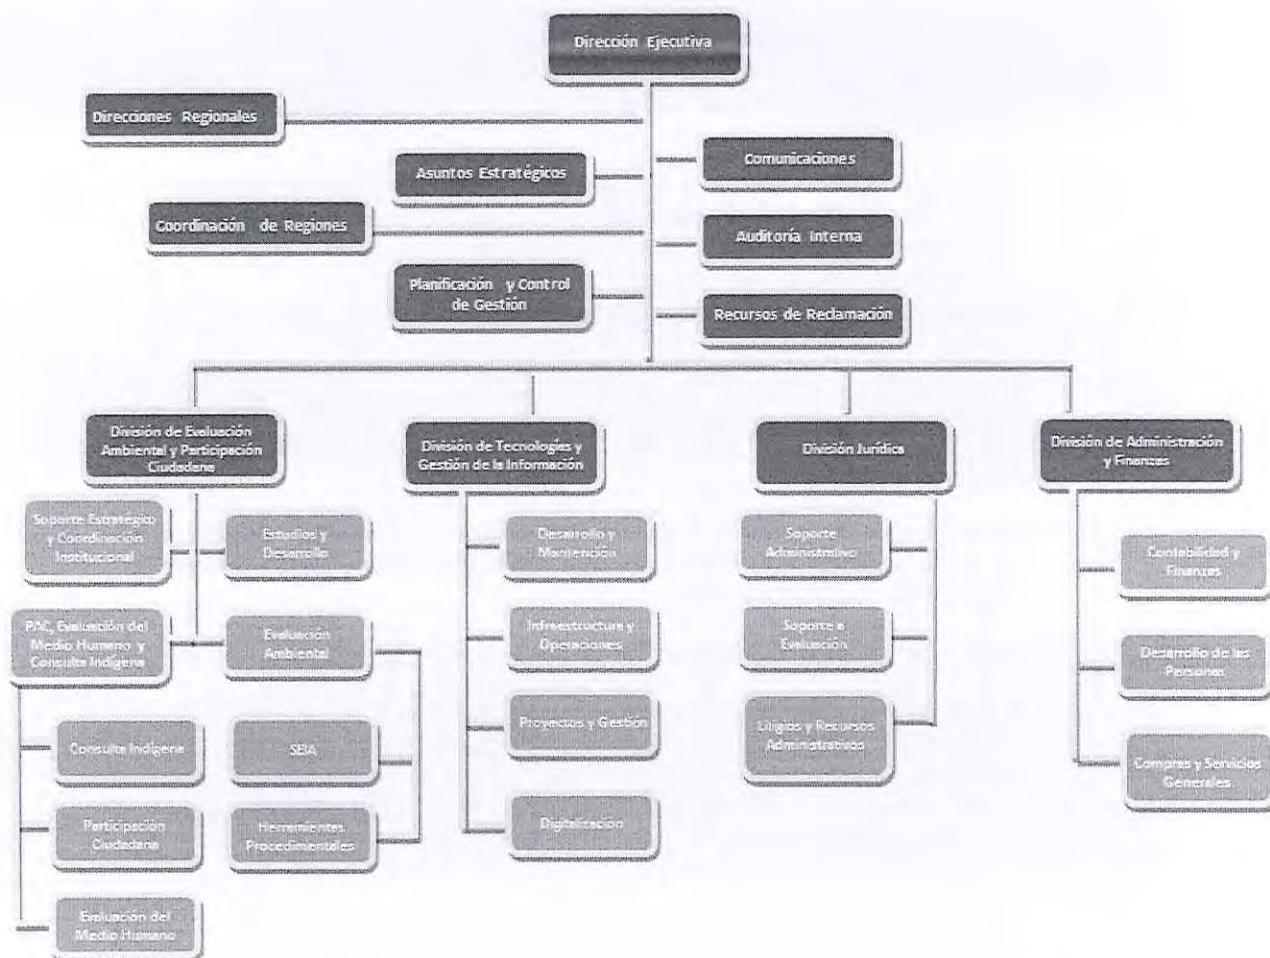 Dirección Ejecutiva
Direcciones Regionales
Comunicaciones
Asuntos Estratégicos
Coordinación de Regiones
Auditoría Interna
Planificación y Control
de Gestión
Recursos de Reclamación
División de Evaluación
Ambiental y Participación
Ciudadana
División de Tecnologías y
Gestión de la Información
División Jurídica
División de Administración
y Finanzas
Soporte Estratégico
y Coordinación
Institucional
Estudios y
Desarrollo
PAC, Evaluación del
Medio Humano y
Consulta Indígena
Evaluación
Ambiental
Consulta Indígena
SEIA
Participación
Ciudadana
Herramientas
Procedimentales
Evaluación del
Medio Humano
Desarrollo y
Mantención
Infraestructura y
Operaciones
Proyectos y Gestión
Digitalización
Soporte
Administrativo
Soporte a
Evaluación
Litigios y Recursos
Administrativos
Contabilidad y
Finanzas
Desarrollo de las
Personas
Compras y Servicios
Generales